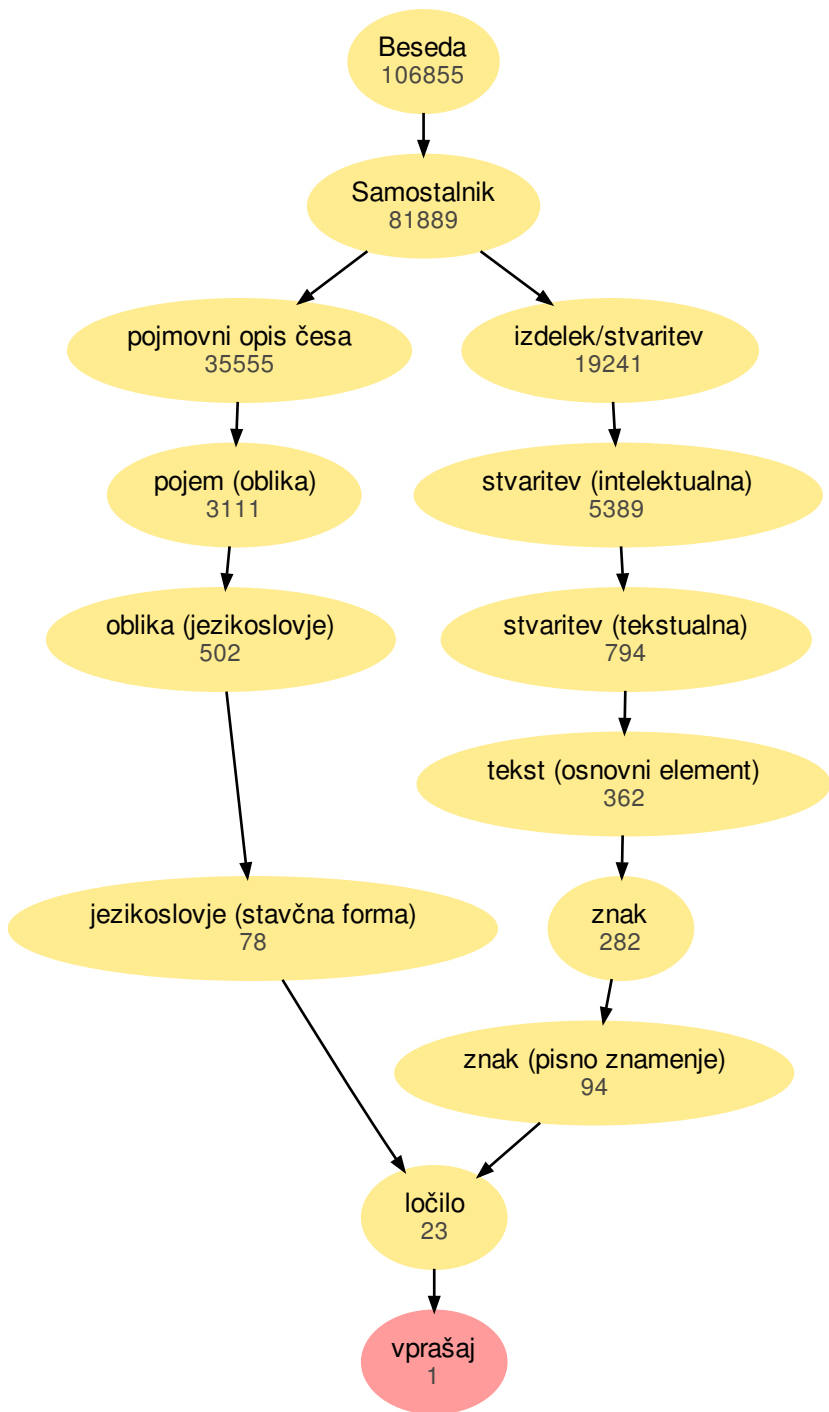 Beseda
106855
Samostalnik
81889
pojmovni opis česa
35555
izdelek/stvaritev
19241
pojem (oblika)
3111
stvaritev (intelektualna)
5389
oblika (jezikoslovje)
502
stvaritev (tekstualna)
794
tekst (osnovni element)
362
jezikoslovje (stavčna forma)
78
znak
282
znak (pisno znamenje)
94
ločilo
23
vprašaj
1